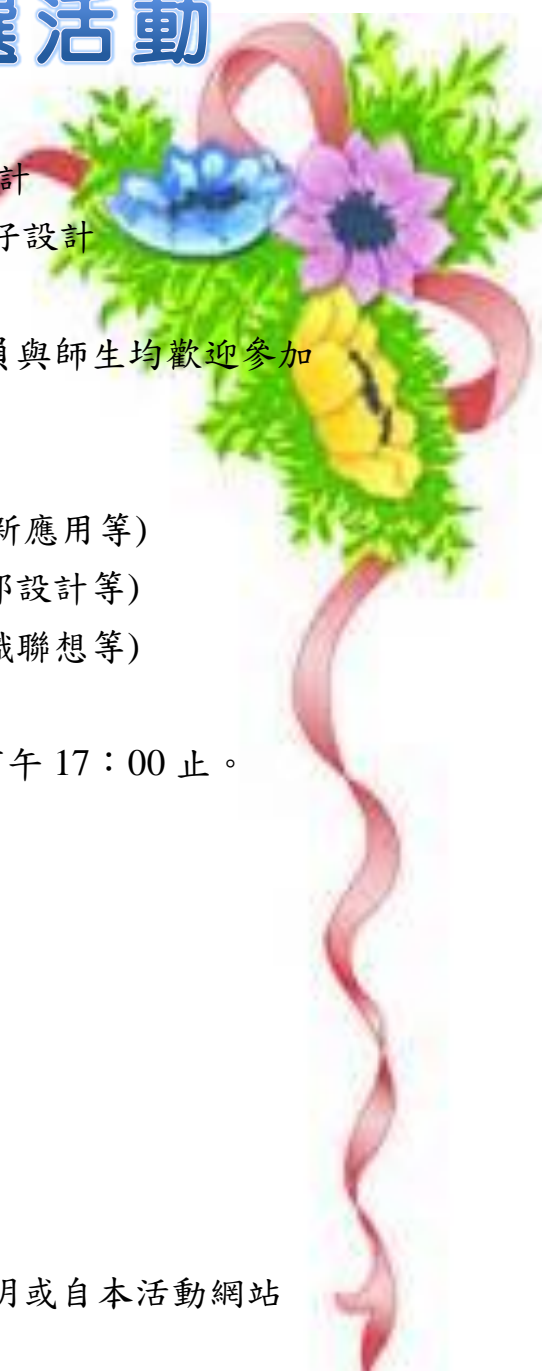 選活動
計
子設計
員與師生均歡迎參加
新應用等)
部設計等)
識聯想等)
下午 17：00 止。
明或自本活動網站